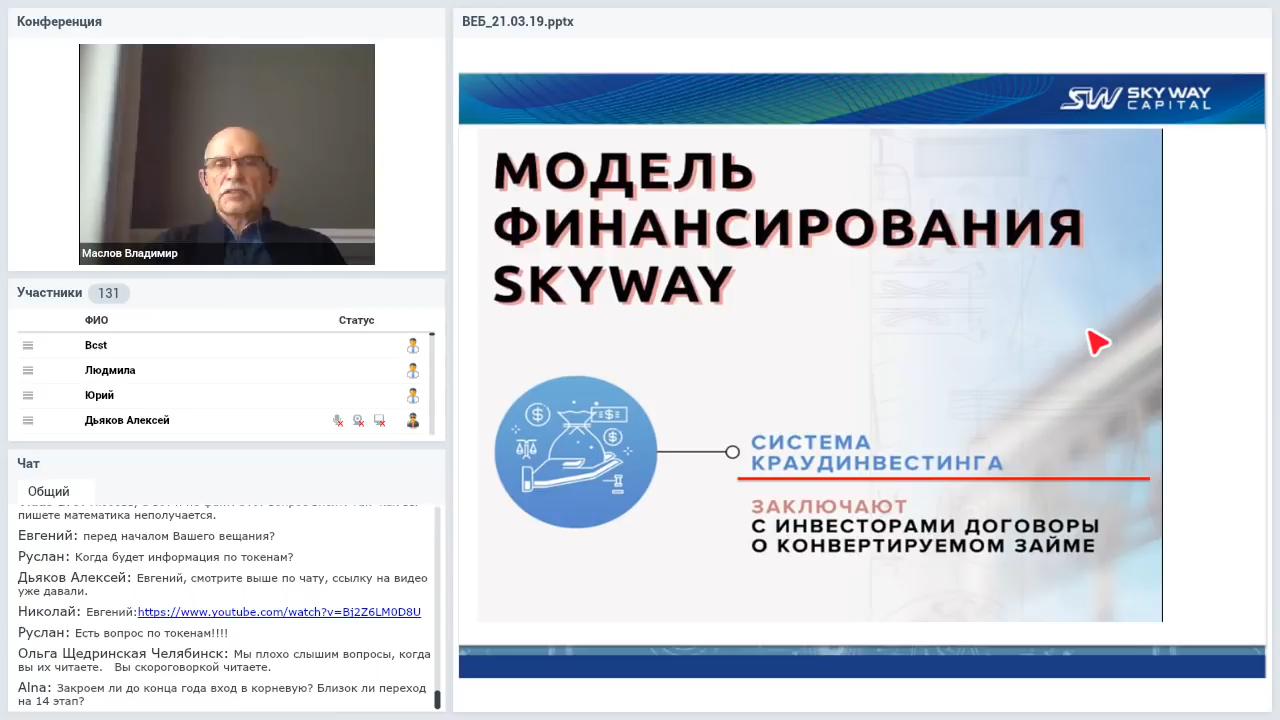 Конференция
Маслов Владимир
Участники 131
ФИО Статус
Bcst
Людмила
Юрий
Дьяков Алексей
Чат
Общий
пишете математика неполучается.
Евгений: перед началом Вашего вещания?
Руслан: Когда будет информация по токенам?
Дьяков Алексей: Евгений, смотрите выше по чату, ссылку на видео
уже давали.
Николай: Евгений:https://www.youtube.com/watch?v=Bj2Z6LM0D8U
Руслан: Есть вопрос по токенам!!!!
Ольга Щедринская Челябинск: Мы плохо слышим вопросы, когда
вы их читаете. Вы скороговоркой читаете.
Alna: Закроем ли до конца года вход в корневую? Близок ли переход
на 14 этап?
ВЕБ_21.03.19.pptx
SW SKY WAY
CAPITAL
МОДЕЛЬ
ФИНАНСИРОВАНИЯ
SKYWAY
СИСТЕМА
КРАУДИНВЕСТИНГА
ЗАКЛЮЧАЮТ
С ИНВЕСТОРАМИ ДОГОВОРЫ
О КОНВЕРТИРУЕМОМ ЗАЙМЕ